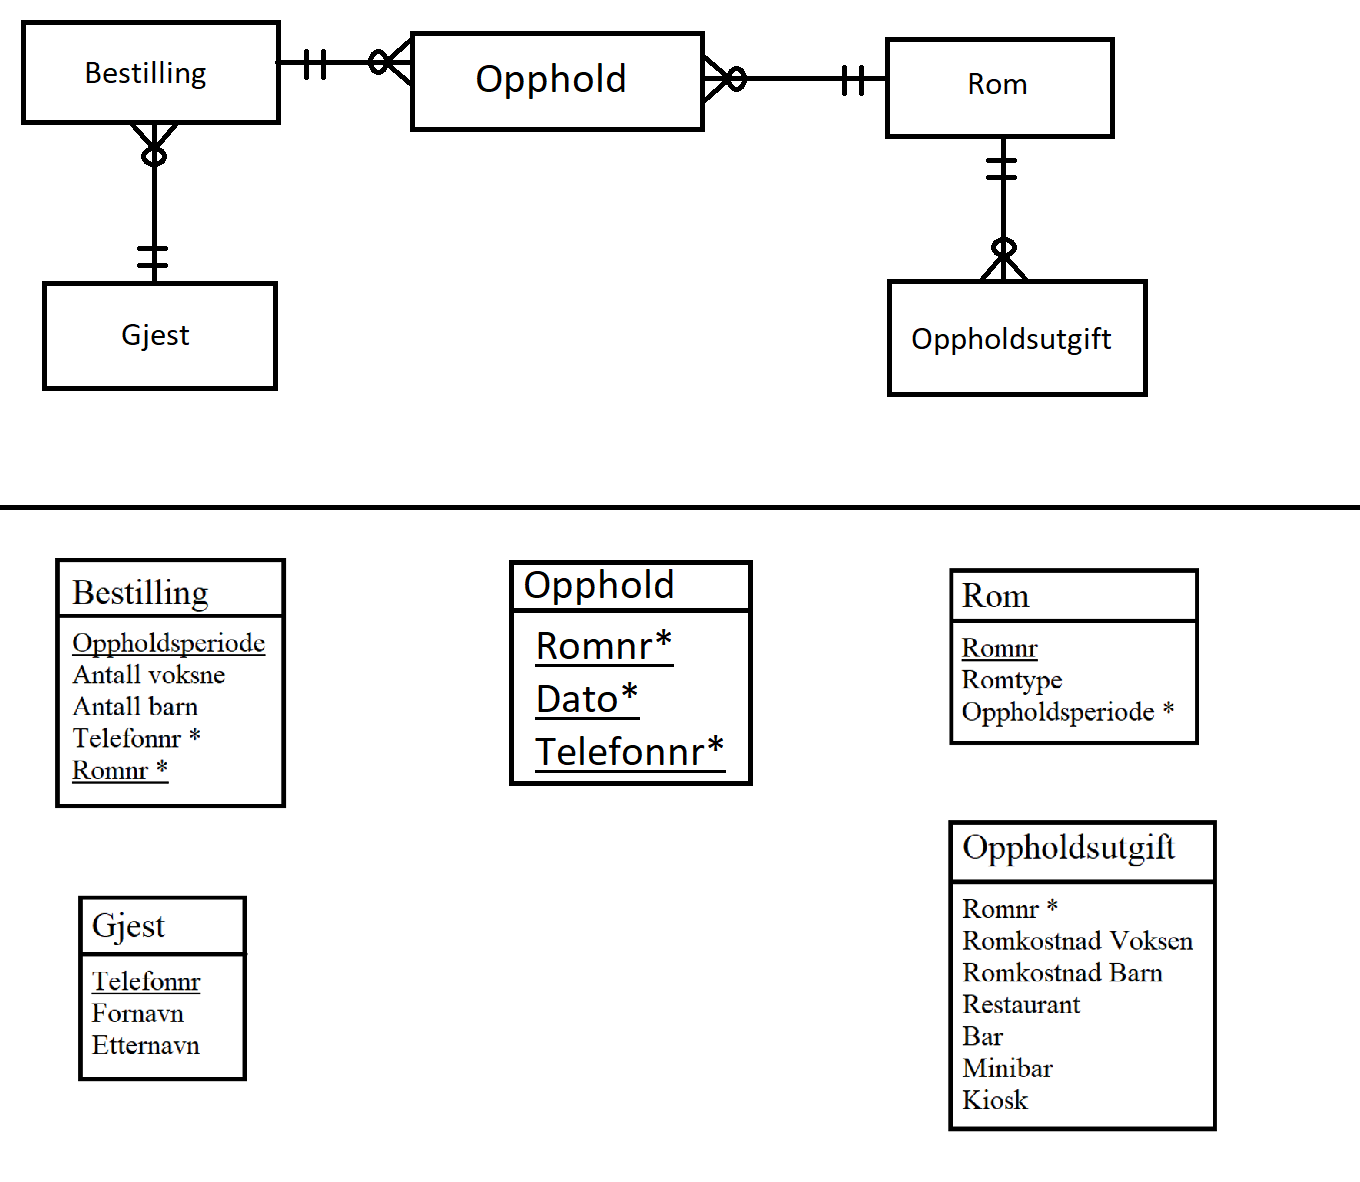 Bestilling
Opphold
Rom
Gjest
Oppholdsutgift
Bestilling
Oppholdsperiode
Antall voksne
Antall barn
Telefonnr *
Romnr *
Opphold
Romnr*
Dato*
Telefonnr*
Rom
Romnr
Romtype
Oppholdsperiode *
Gjest
Telefonnr
Fornavn
Etternavn
Oppholdsutgift
Romnr *
Romkostnad Voksen
Romkostnad Barn
Restaurant
Bar
Minibar
Kiosk